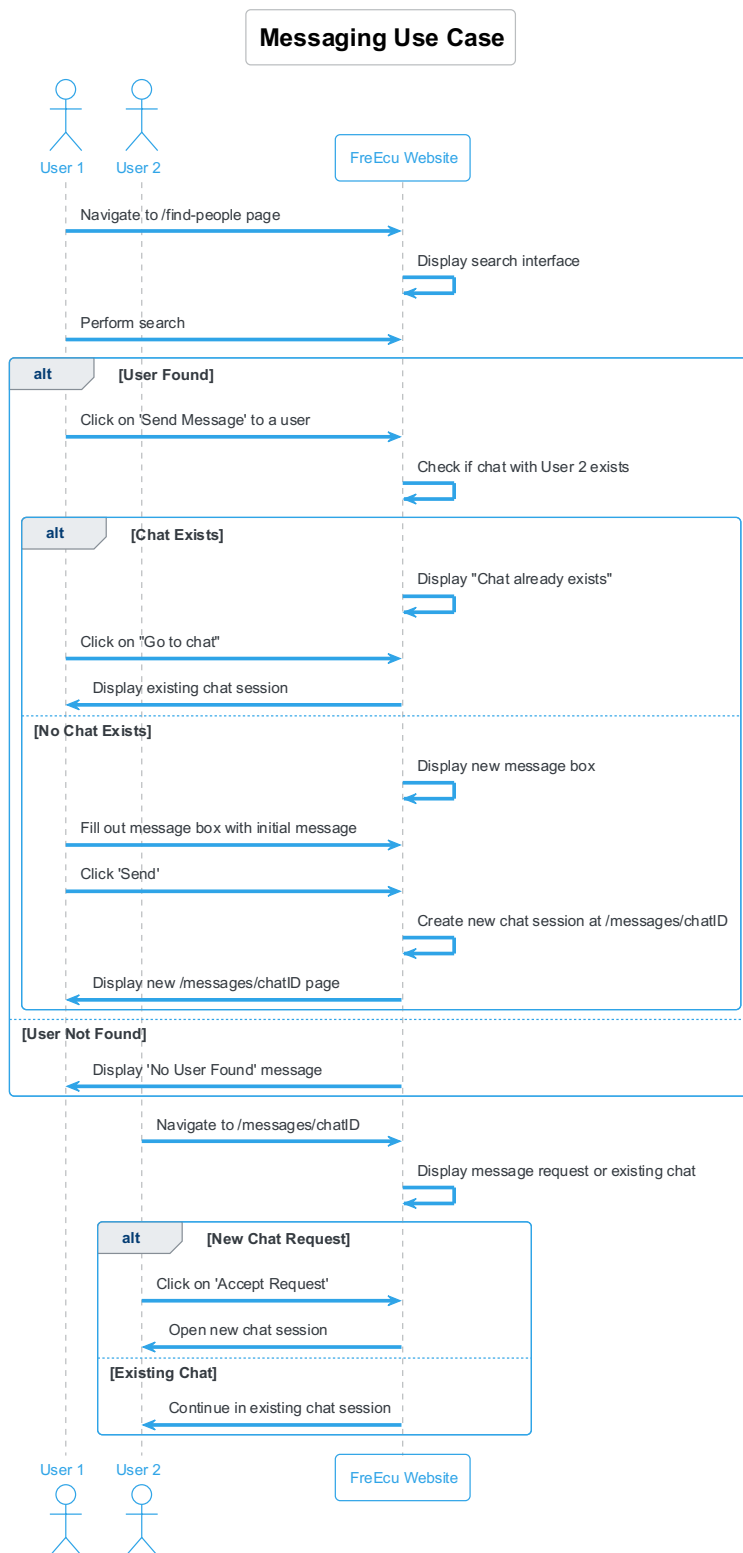 Messaging Use Case
User 1
User 2
FreEcu Website
Navigate to /find-people page
Display search interface
Perform search
alt
[User Found]
Click on 'Send Message' to a user
Check if chat with User 2 exists
alt
[Chat Exists]
Display "Chat already exists"
Click on "Go to chat"
Display existing chat session
[No Chat Exists]
Display new message box
Fill out message box with initial message
Click 'Send'
Create new chat session at /messages/chatID
Display new /messages/chatID page
[User Not Found]
Display 'No User Found' message
Navigate to /messages/chatID
Display message request or existing chat
alt
[New Chat Request]
Click on 'Accept Request'
Open new chat session
[Existing Chat]
Continue in existing chat session
User 1
User 2
FreEcu Website